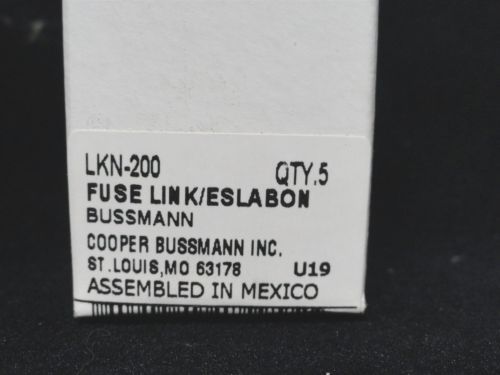 LKN-200 QTY.5
FUSE LINK/ESLABON
BUSSMANN
COOPER BUSSMANN INC.
ST.LOUIS,MO 63178 U19
ASSEMBLED IN MEXICO